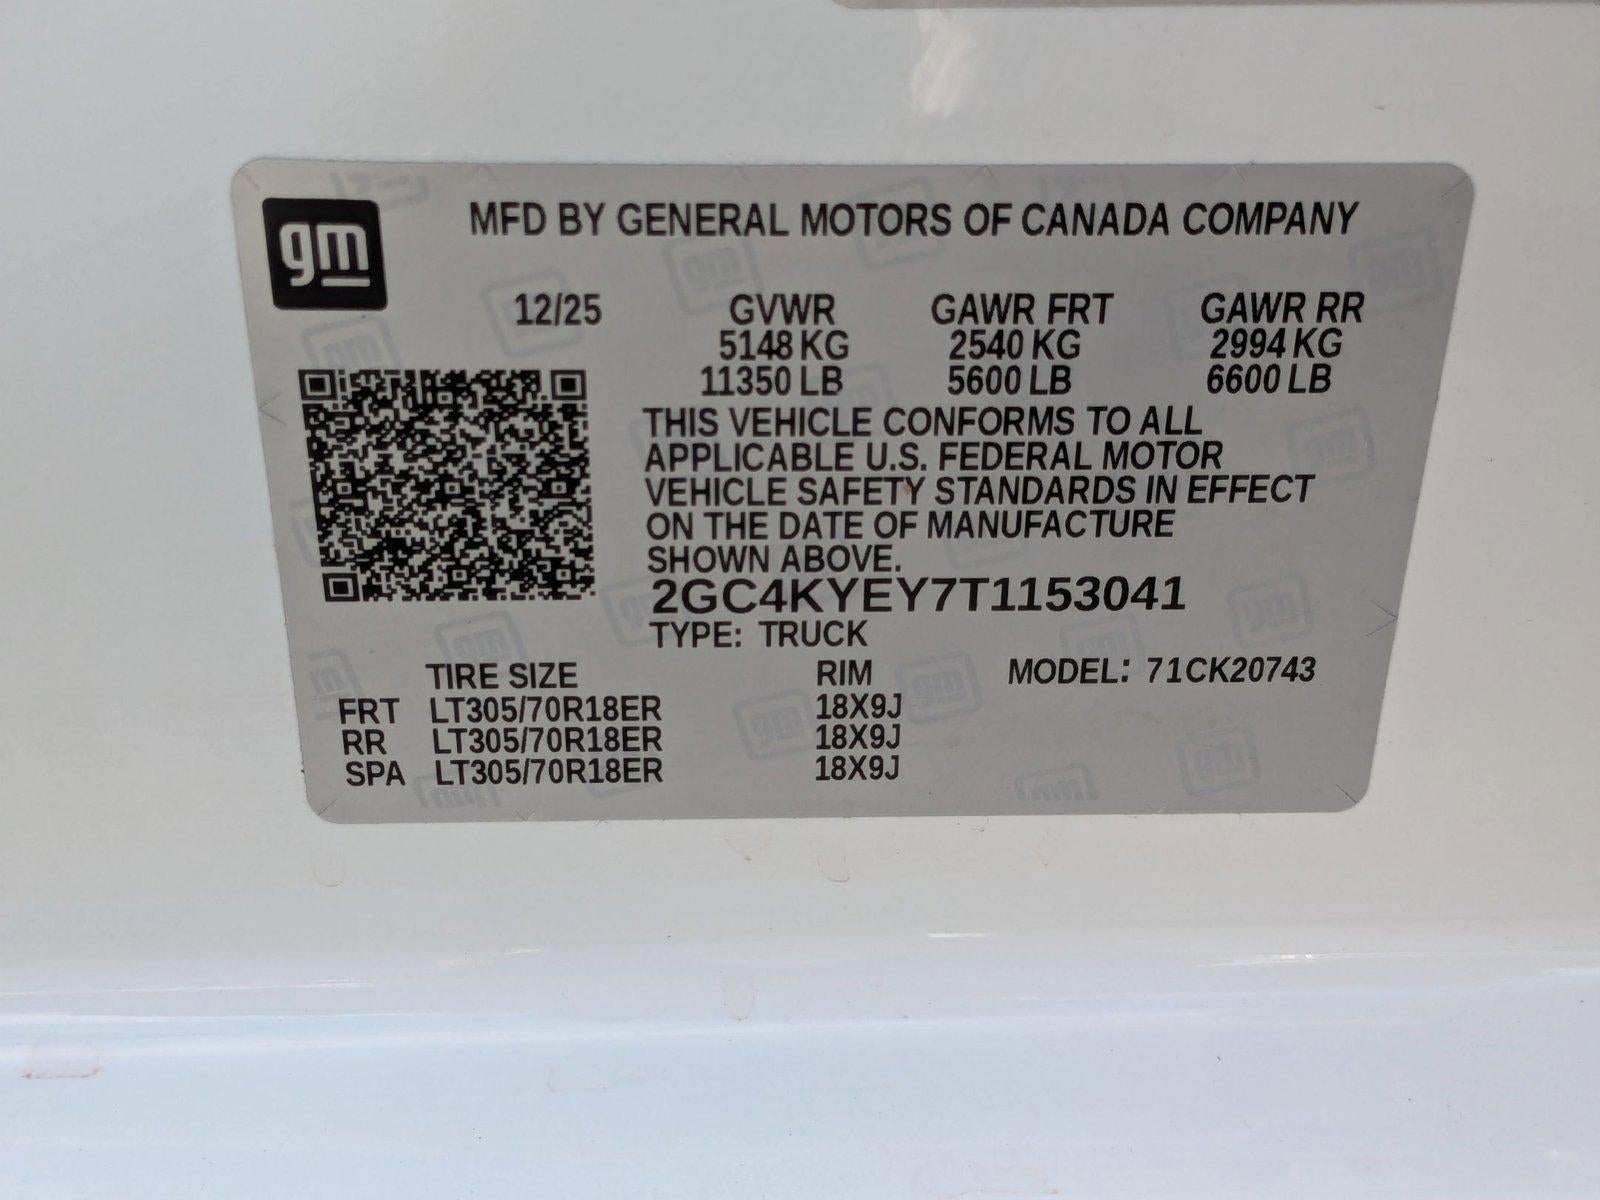 gm
MFD BY GENERAL MOTORS OF CANADA COMPANY
12/25 GVWR GAWR FRT GAWR RR
5148 KG 2540 KG 2994 KG
11350 LB 5600 LB 6600 LB
THIS VEHICLE CONFORMS TO ALL
APPLICABLE U.S. FEDERAL MOTOR
VEHICLE SAFETY STANDARDS IN EFFECT
ON THE DATE OF MANUFACTURE
SHOWN ABOVE.
2GC4KYEY7T1153041
TYPE: TRUCK
TIRE SIZE RIM MODEL: 71CK20743
FRT LT305/70R18ER 18X9J
RR LT305/70R18ER 18X9J
SPA LT305/70R18ER 18X9J